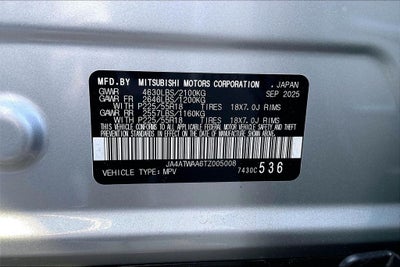 MFD.BY MITSUBISHI MOTORS CORPORATION ,JAPAN
GVWR 4630LBS/2100KG SEP 2025
GAWR FR 2646LBS/1200KG
WITH P225/55R18 TIRES 18X7.0J RIMS
GAWR RR 2557LBS/1160KG
WITH P225/55R18 TIRES 18X7.0J RIMS
THIS VEHICLE CONFORMS TO ALL APPLICABLE
FEDERAL MOTOR VEHICLE SAFETY
THEFT PREVENTION STANDARDS IN EFFECT ON THE
DATE OF MANUFACTURE SHOWN ABOVE.
JA4ATWAA6TZ005008
VEHICLE TYPE: MPV 7430C 536